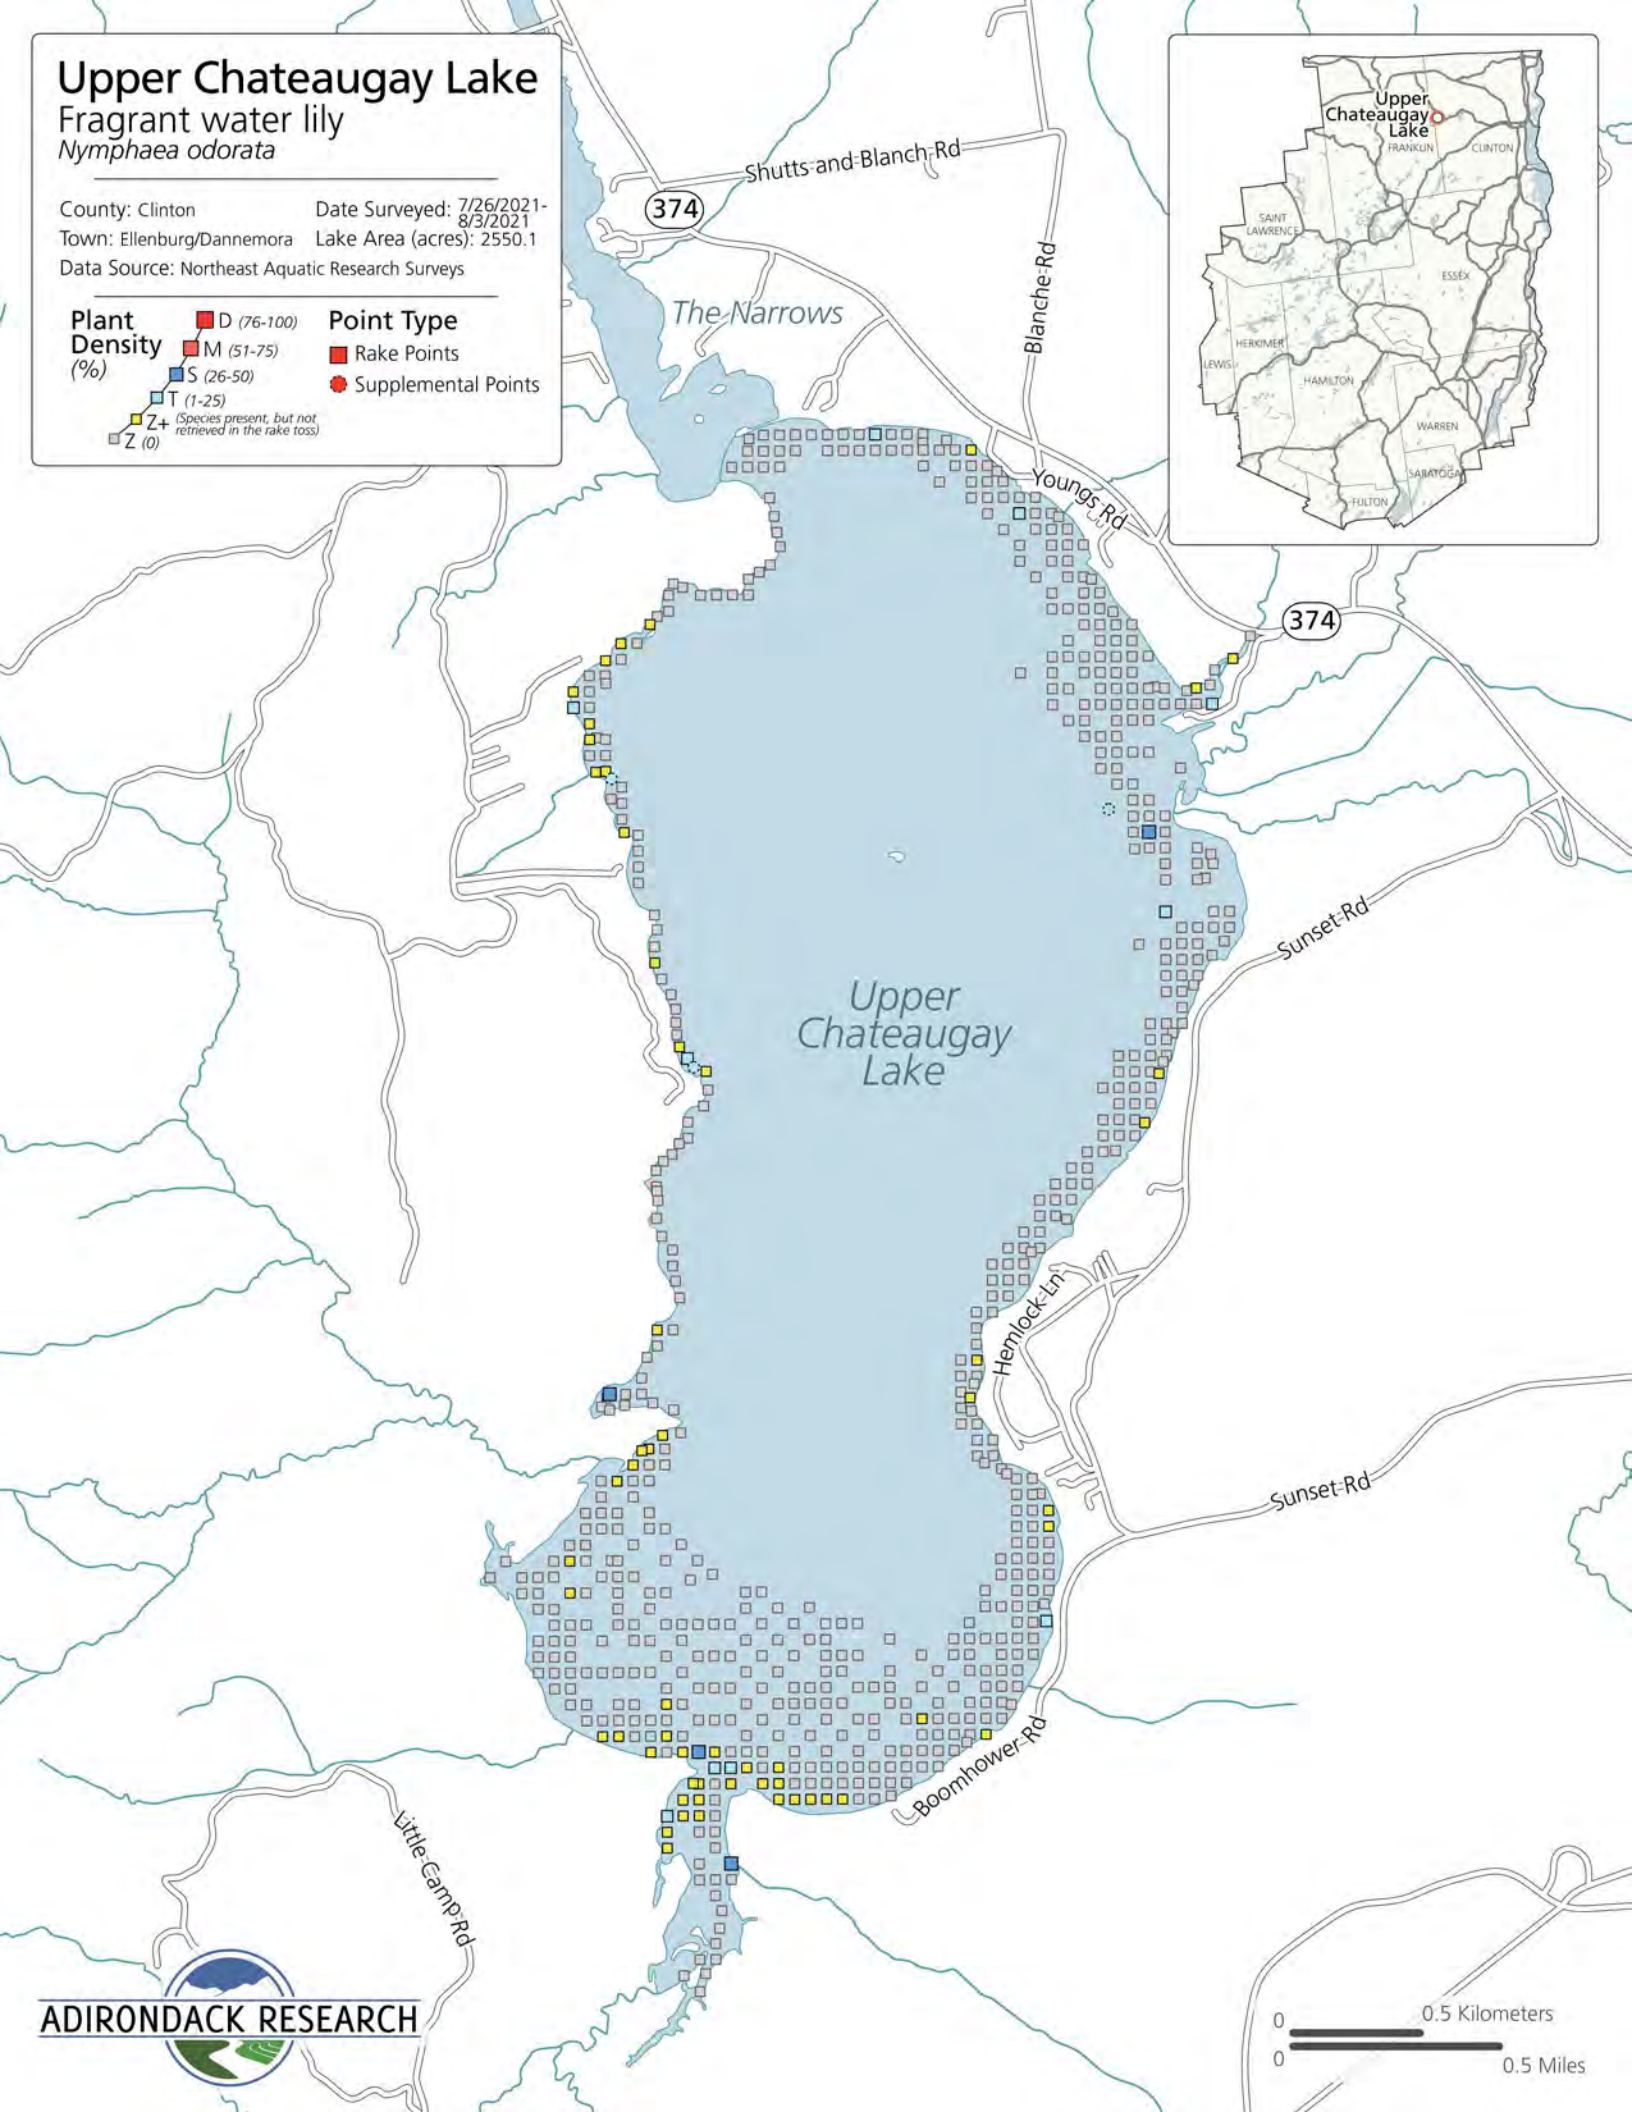 Upper Chateaugay Lake
Fragrant water lily
Nymphaea odorata
County: Clinton
Date Surveyed: 7/26/2021-
8/3/2021
Town: Ellenburg/Dannemora
Lake Area (acres): 2550.1
Data Source: Northeast Aquatic Research Surveys
Plant
Density
(%)
D (76-100)
M (51-75)
S (26-50)
T (1-25)
Z+ (Species present, but not
retrieved in the rake toss)
Z (0)
Point Type
Rake Points
Supplemental Points
Upper
Chateaugay
Lake
FRANKLIN
CLINTON
SAINT
LAWRENCE
ESSEX
HERKIMER
LEWIS
HAMILTON
WARREN
SARATOGA
FULTON
Shutts-and-Blanch-Rd
374
Blanche-Rd
The Narrows
Youngs Rd
374
Sunset-Rd
Upper
Chateaugay
Lake
Hemlock-Ln
Sunset-Rd
Boomhower-Rd
Little-Camp-Rd
ADIRONDACK RESEARCH
0 0.5 Kilometers
0 0.5 Miles